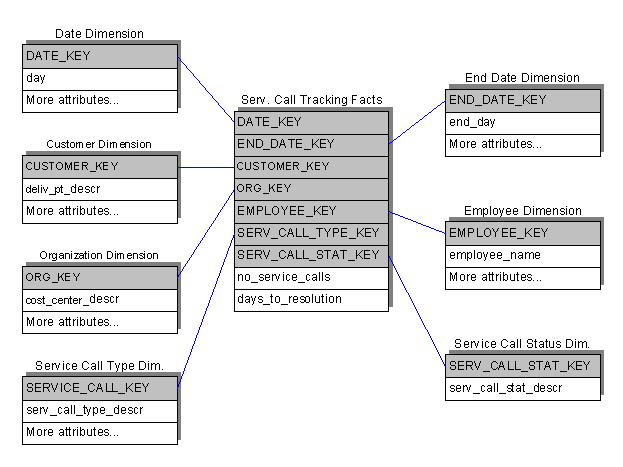 Date Dimension
DATE_KEY
day
More attributes...
Customer Dimension
CUSTOMER_KEY
deliv_pt_descr
More attributes...
Organization Dimension
ORG_KEY
cost_center_descr
More attributes...
Service Call Type Dim.
SERVICE_CALL_KEY
serv_call_type_descr
More attributes...
Serv. Call Tracking Facts
DATE_KEY
END_DATE_KEY
CUSTOMER_KEY
ORG_KEY
EMPLOYEE_KEY
SERV_CALL_TYPE_KEY
SERV_CALL_STAT_KEY
no_service_calls
days_to_resolution
End Date Dimension
END_DATE_KEY
end_day
More attributes...
Employee Dimension
EMPLOYEE_KEY
employee_name
More attributes...
Service Call Status Dim.
SERV_CALL_STAT_KEY
serv_call_stat_descr